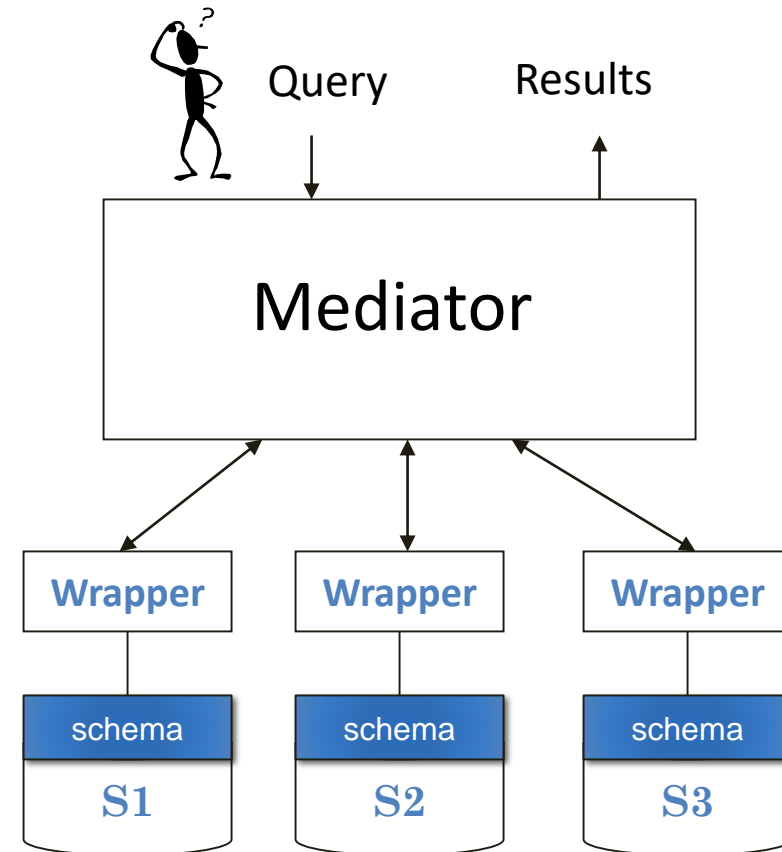 ?
Query Results
Mediator
Wrapper Wrapper Wrapper
schema schema schema
S1 S2 S3